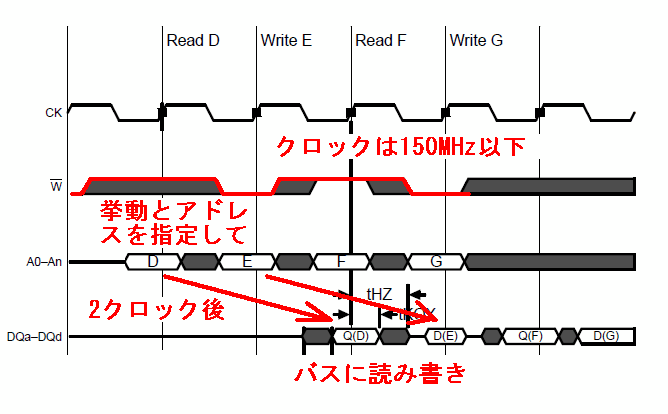 Read D Write E Read F Write G
CK
クロックは150MHz以下
W
挙動とアドレ
スを指定して
A0–An D E F G
tHZ
2クロック後
DQa–DQd Q(D) D(E) Q(F) D(G)
バスに読み書き